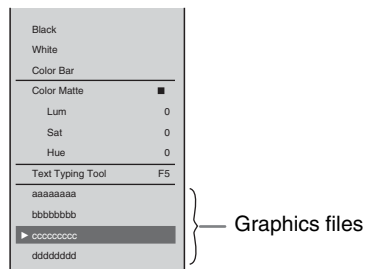 Black
White
Color Bar
Color Matte ■
Lum 0
Sat 0
Hue 0
Text Typing Tool F5
aaaaaaaa
bbbbbbbb
ccccccccc
dddddddd
Graphics files